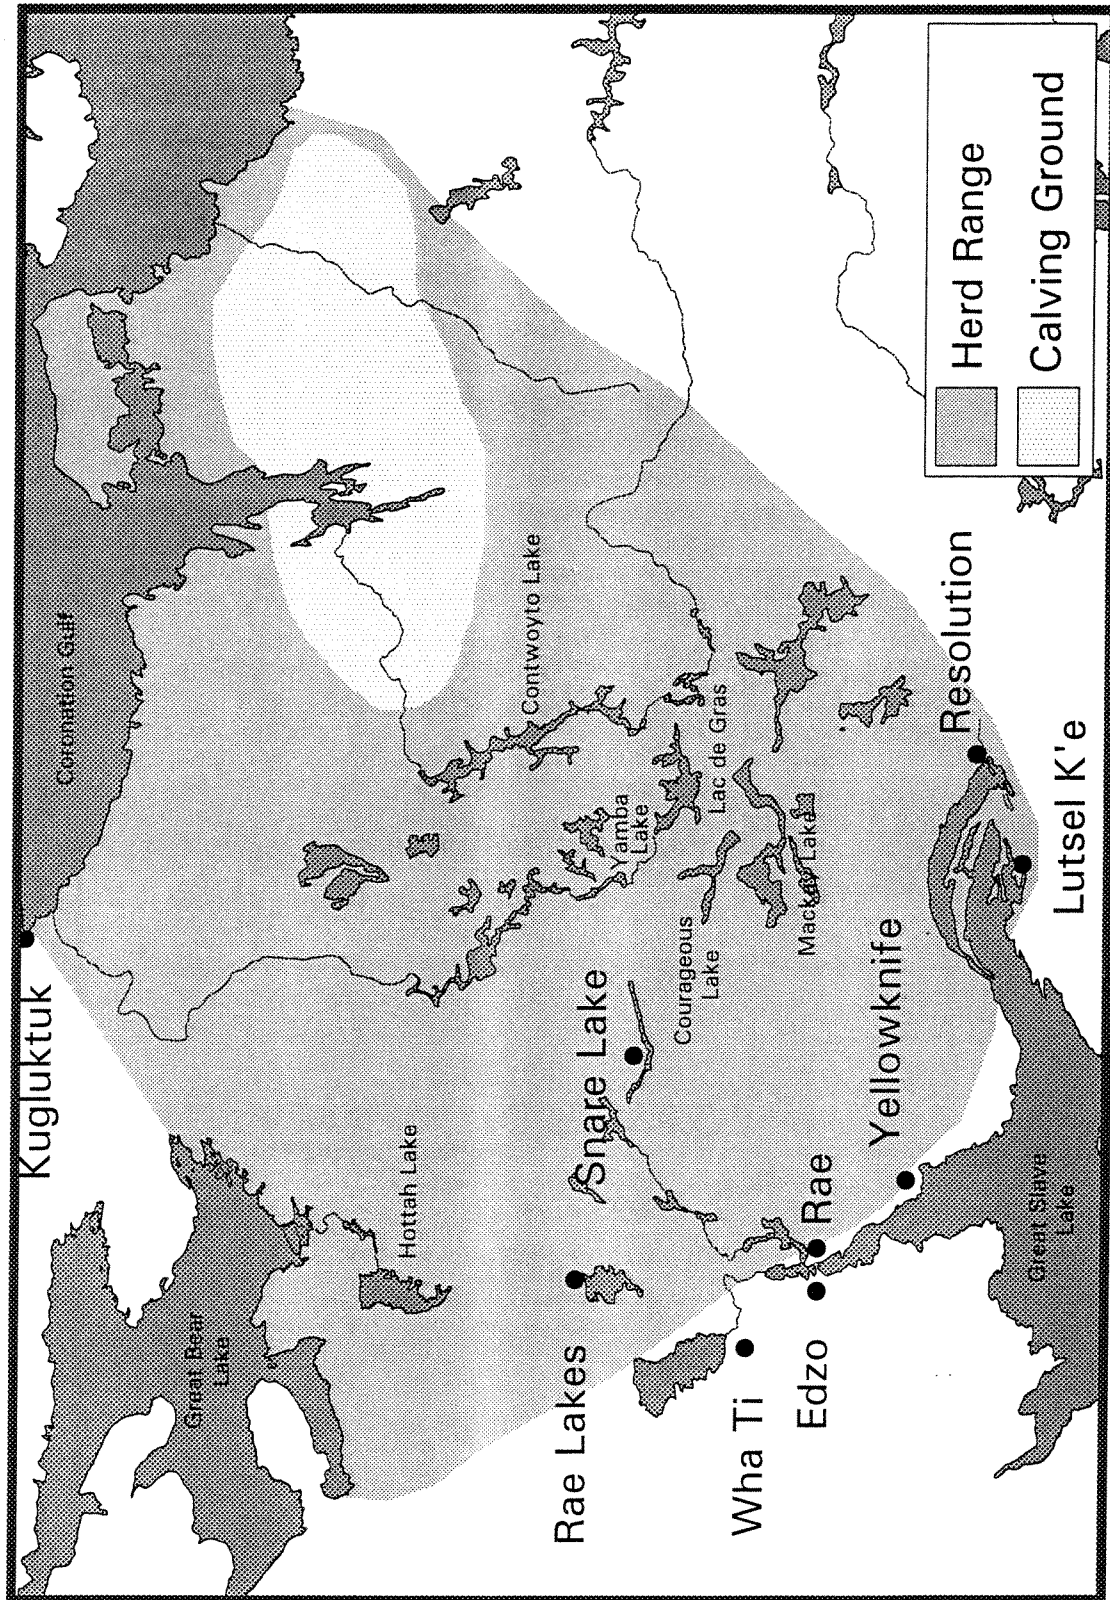 Kugluktuk
Coronation Gulf
Great Bear
Lake
Hottah Lake
Contwoyto Lake
Rae Lakes
Snare Lake
Yamba
Lake
Lac de Gras
Courageous
Lake
Mackay Lake
Wha Ti
Edzo
Rae
Yellowknife
Resolution
Lutsel K'e
Great Slave
Lake
Herd Range
Calving Ground